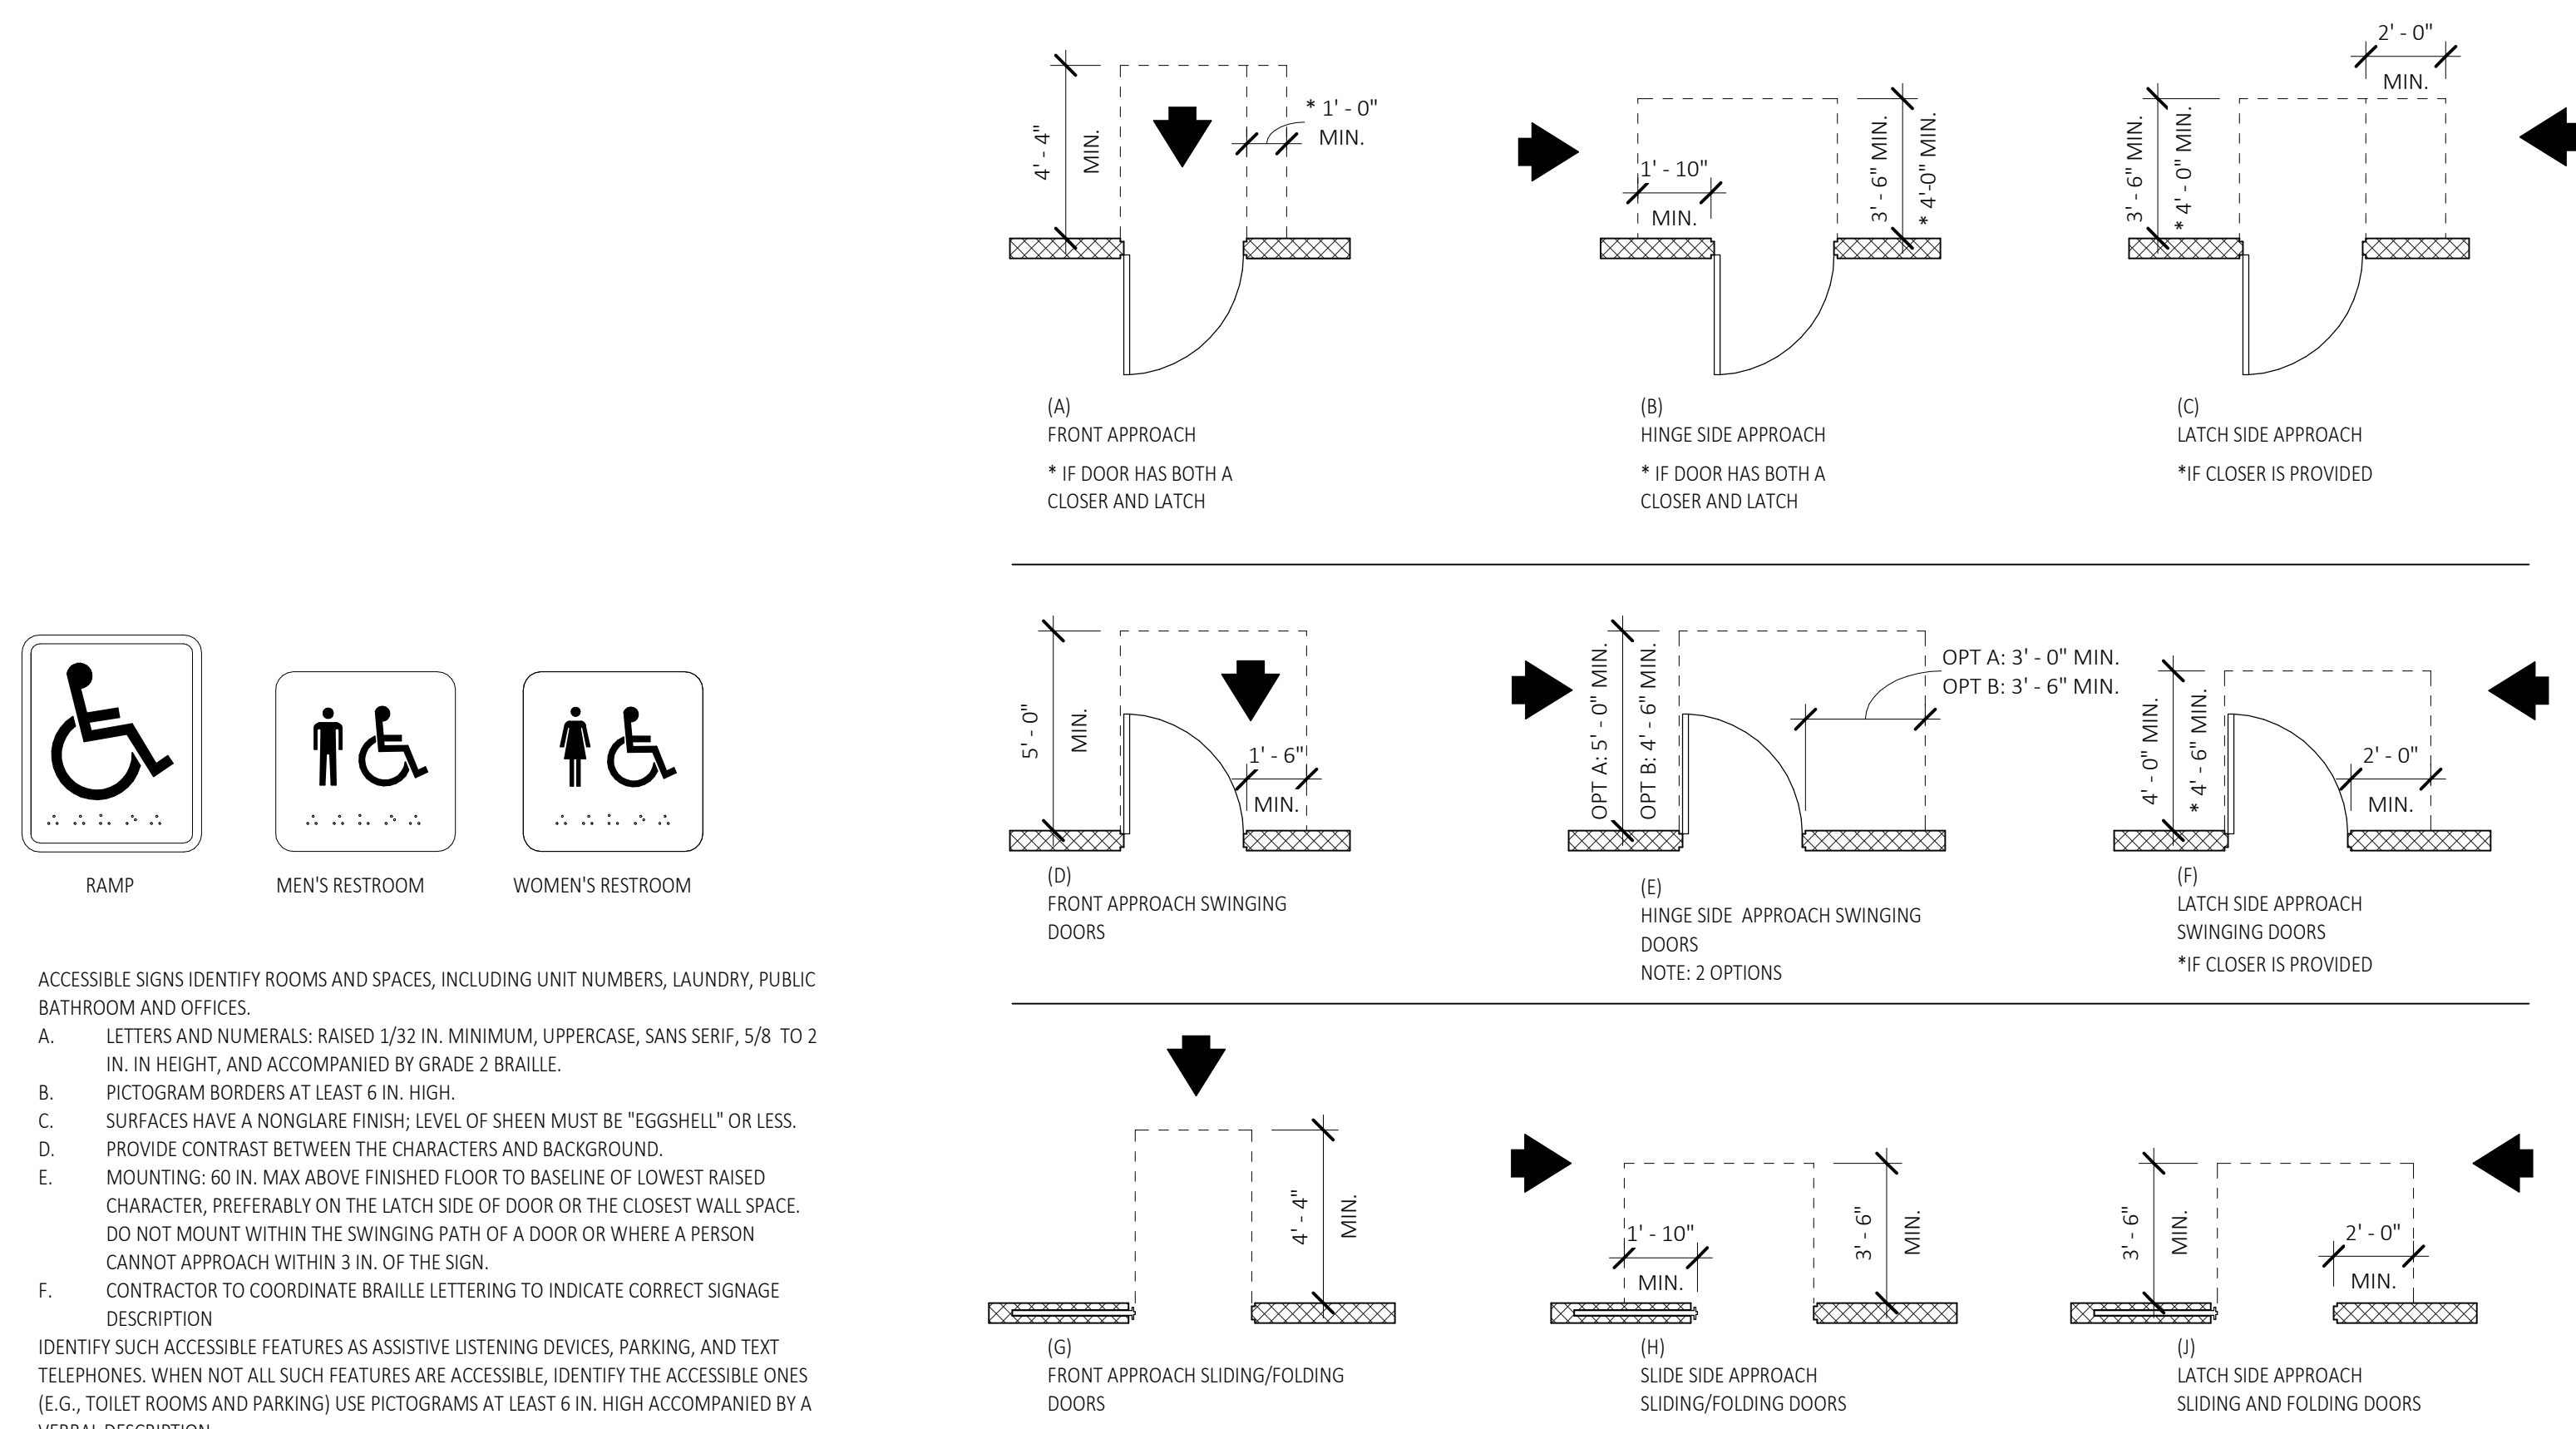 4' - 4"
MIN.
* 1' - 0"
MIN.
(A)
FRONT APPROACH
* IF DOOR HAS BOTH A
CLOSER AND LATCH
1' - 10"
MIN.
3' - 6" MIN.
* 4'-0" MIN.
(B)
HINGE SIDE APPROACH
* IF DOOR HAS BOTH A
CLOSER AND LATCH
2' - 0"
MIN.
3' - 6" MIN.
* 4' - 0" MIN.
(C)
LATCH SIDE APPROACH
*IF CLOSER IS PROVIDED
5' - 0"
MIN.
1' - 6"
MIN.
(D)
FRONT APPROACH SWINGING
DOORS
OPT A: 5' - 0" MIN.
OPT B: 4' - 6" MIN.
OPT A: 3' - 0" MIN.
OPT B: 3' - 6" MIN.
(E)
HINGE SIDE APPROACH SWINGING
DOORS
NOTE: 2 OPTIONS
4' - 0" MIN.
* 4' - 6" MIN.
2' - 0"
MIN.
(F)
LATCH SIDE APPROACH
SWINGING DOORS
*IF CLOSER IS PROVIDED
4' - 4"
MIN.
(G)
FRONT APPROACH SLIDING/FOLDING
DOORS
1' - 10"
MIN.
3' - 6"
MIN.
(H)
SLIDE SIDE APPROACH
SLIDING/FOLDING DOORS
3' - 6"
MIN.
2' - 0"
MIN.
(J)
LATCH SIDE APPROACH
SLIDING AND FOLDING DOORS
RAMP
MEN'S RESTROOM
WOMEN'S RESTROOM
ACCESSIBLE SIGNS IDENTIFY ROOMS AND SPACES, INCLUDING UNIT NUMBERS, LAUNDRY, PUBLIC
BATHROOM AND OFFICES.
A. LETTERS AND NUMERALS: RAISED 1/32 IN. MINIMUM, UPPERCASE, SANS SERIF, 5/8 TO 2
IN. IN HEIGHT, AND ACCOMPANIED BY GRADE 2 BRAILLE.
B. PICTOGRAM BORDERS AT LEAST 6 IN. HIGH.
C. SURFACES HAVE A NONGLARE FINISH; LEVEL OF SHEEN MUST BE "EGGSHELL" OR LESS.
D. PROVIDE CONTRAST BETWEEN THE CHARACTERS AND BACKGROUND.
E. MOUNTING: 60 IN. MAX ABOVE FINISHED FLOOR TO BASELINE OF LOWEST RAISED
CHARACTER, PREFERABLY ON THE LATCH SIDE OF DOOR OR THE CLOSEST WALL SPACE.
DO NOT MOUNT WITHIN THE SWINGING PATH OF A DOOR OR WHERE A PERSON
CANNOT APPROACH WITHIN 3 IN. OF THE SIGN.
F. CONTRACTOR TO COORDINATE BRAILLE LETTERING TO INDICATE CORRECT SIGNAGE
DESCRIPTION
IDENTIFY SUCH ACCESSIBLE FEATURES AS ASSISTIVE LISTENING DEVICES, PARKING, AND TEXT
TELEPHONES. WHEN NOT ALL SUCH FEATURES ARE ACCESSIBLE, IDENTIFY THE ACCESSIBLE ONES
(E.G., TOILET ROOMS AND PARKING) USE PICTOGRAMS AT LEAST 6 IN. HIGH ACCOMPANIED BY A